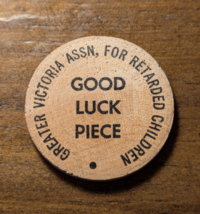 GREATER VICTORIA ASSN, FOR RETARDED CHILDREN
GOOD
LUCK
PIECE